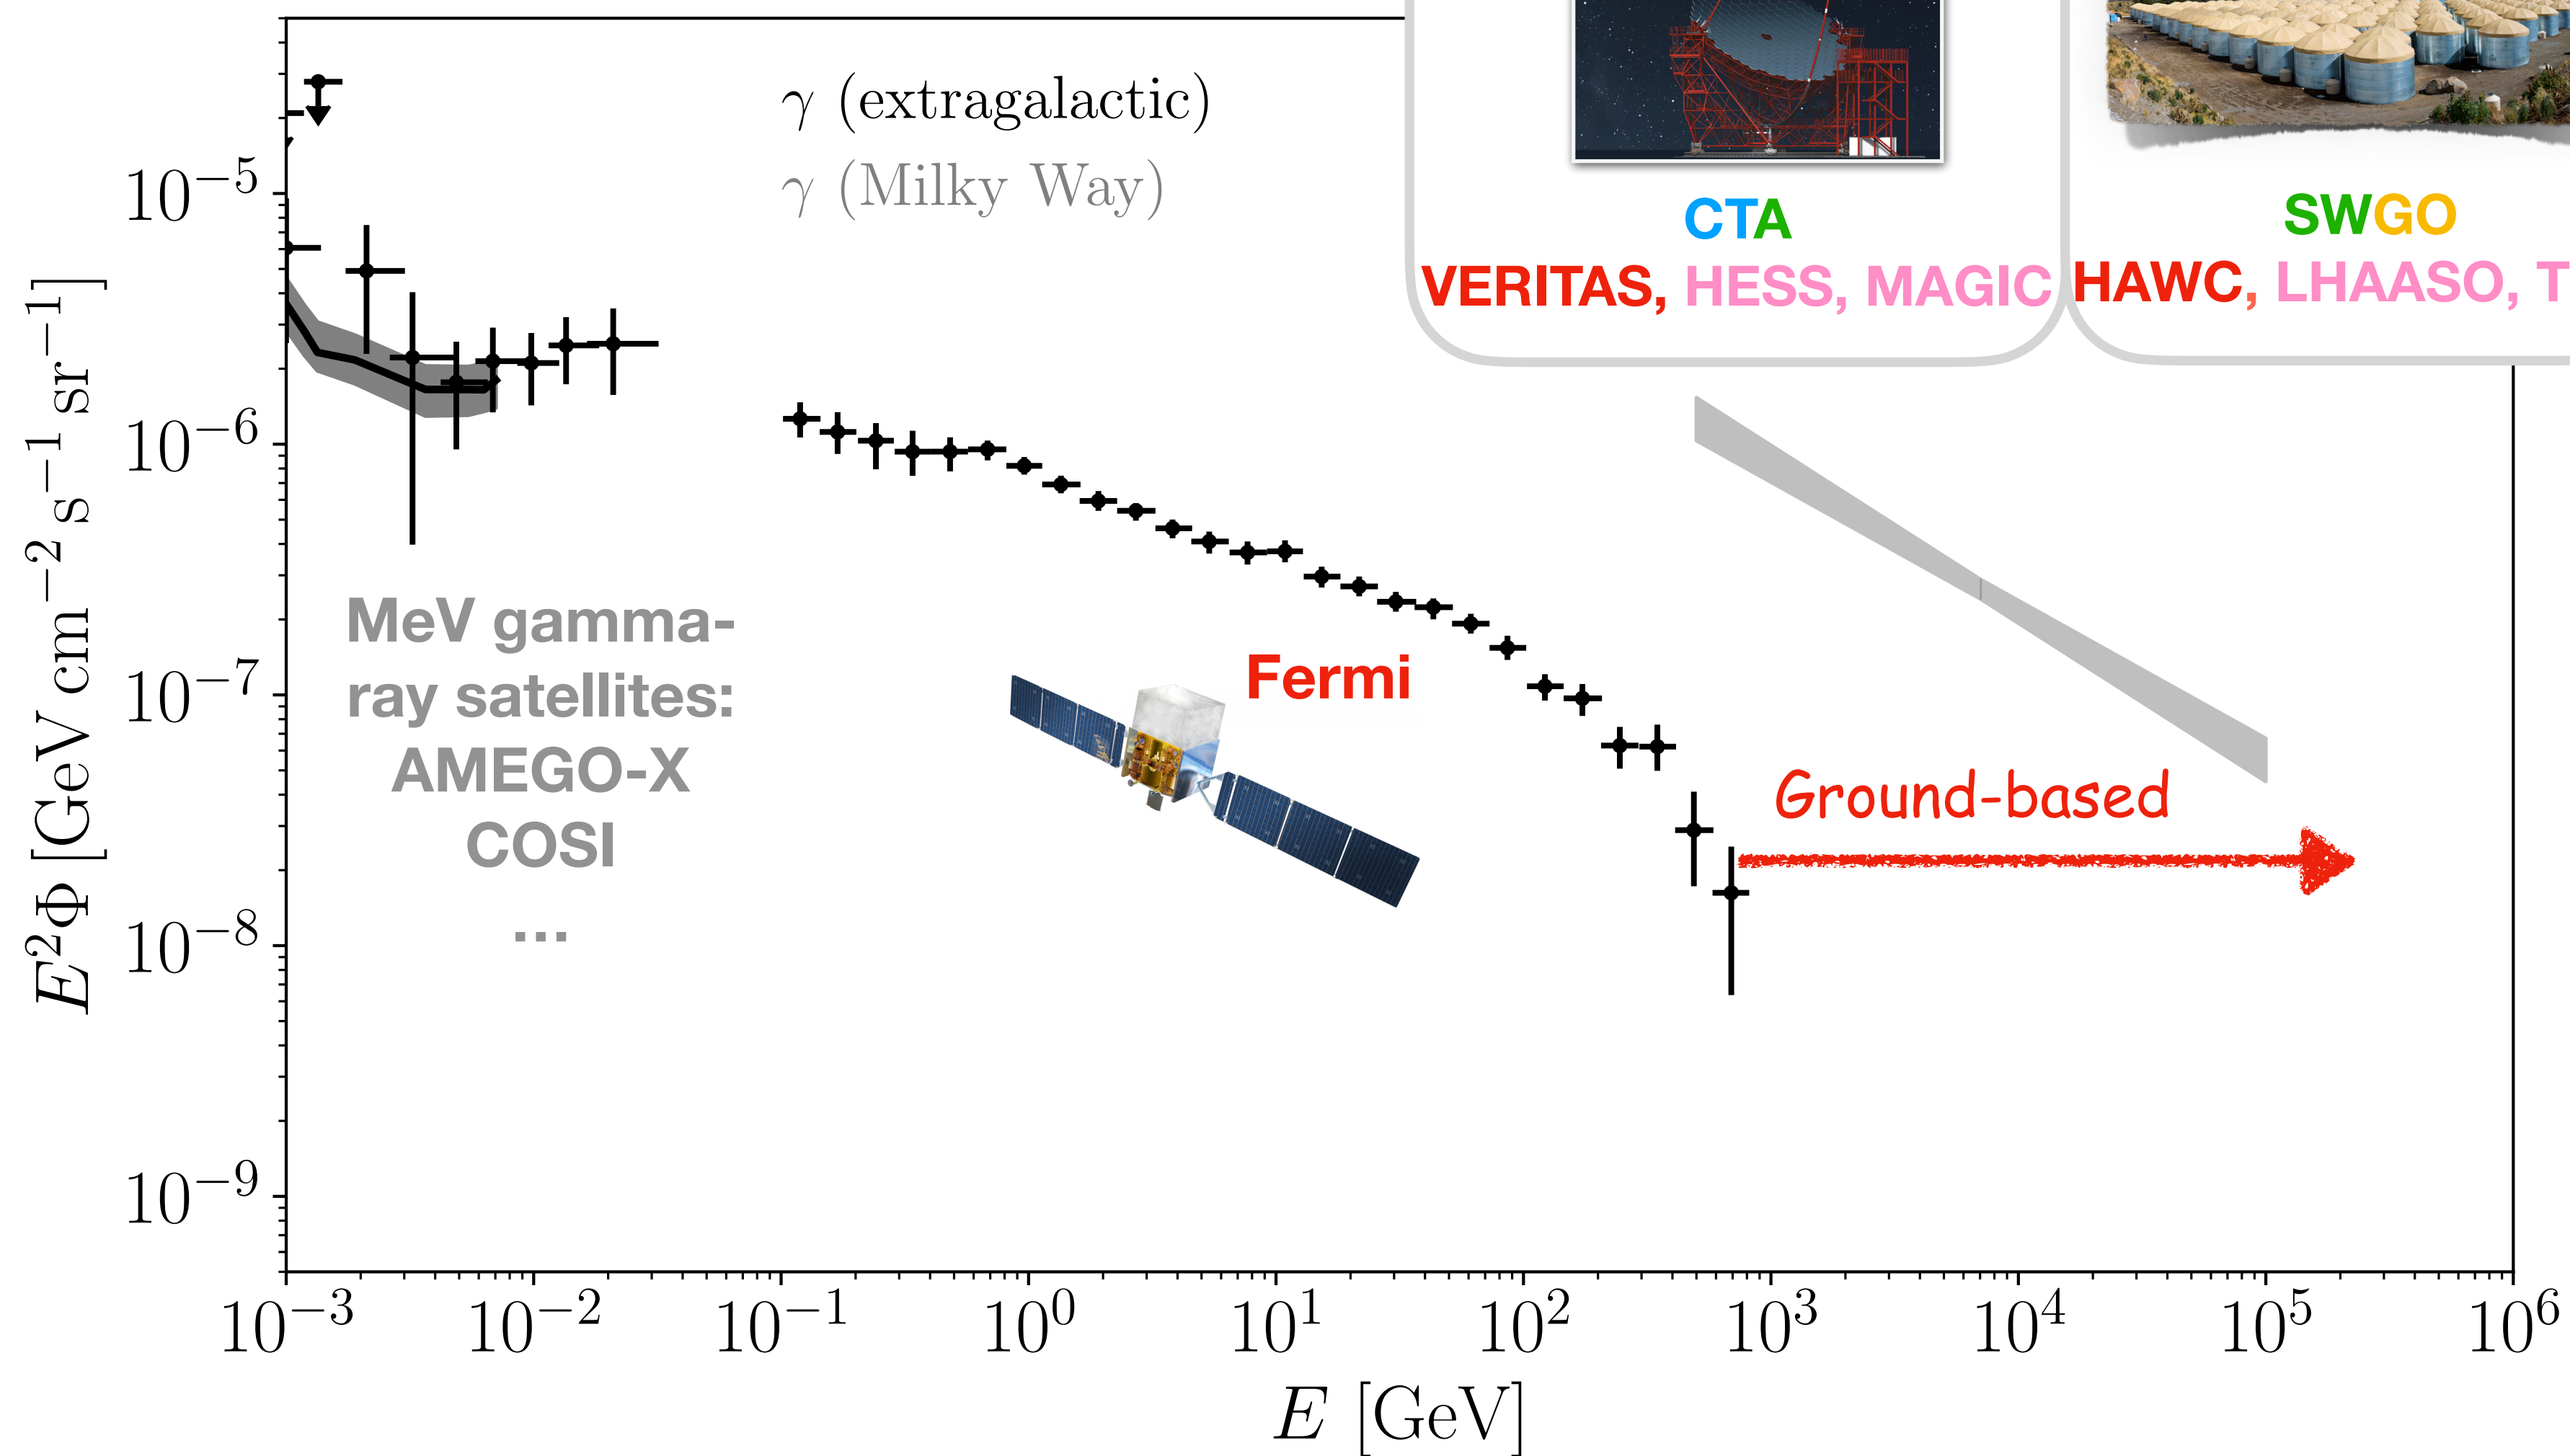 γ (extragalactic)
γ (Milky Way)
CTA
VERITAS, HESS, MAGIC
SWGO
HAWC, LHAASO, T
10⁻⁵
10⁻⁶
10⁻⁷
10⁻⁸
10⁻⁹
E²Φ [GeV cm⁻² s⁻¹ sr⁻¹]
MeV gamma-
ray satellites:
AMEGO-X
COSI
...
Fermi
Ground-based
10⁻³ 10⁻² 10⁻¹ 10⁰ 10¹ 10² 10³ 10⁴ 10⁵ 10⁶
E [GeV]